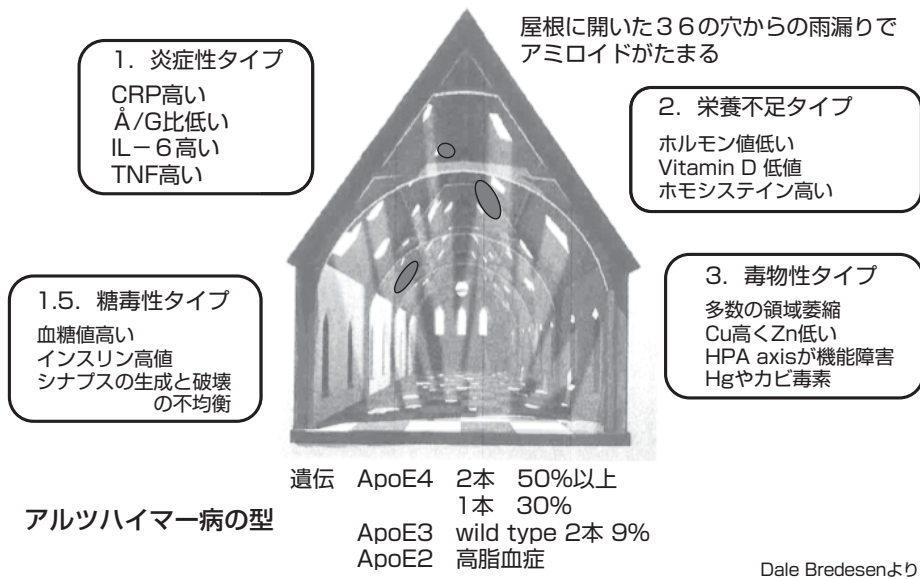 屋根に開いた３６の穴からの雨漏りで
アミロイドがたまる
1. 炎症性タイプ
CRP高い
Å/G比低い
IL－６高い
TNF高い
2. 栄養不足タイプ
ホルモン値低い
Vitamin D 低値
ホモシステイン高い
1.5. 糖毒性タイプ
血糖値高い
インスリン高値
シナプスの生成と破壊
の不均衡
3. 毒物性タイプ
多数の領域萎縮
Cu高くZn低い
HPA axisが機能障害
Hgやカビ毒素
遺伝 ApoE4 2本 50%以上
1本 30%
ApoE3 wild type 2本 9%
ApoE2 高脂血症
アルツハイマー病の型
Dale Bredesenより